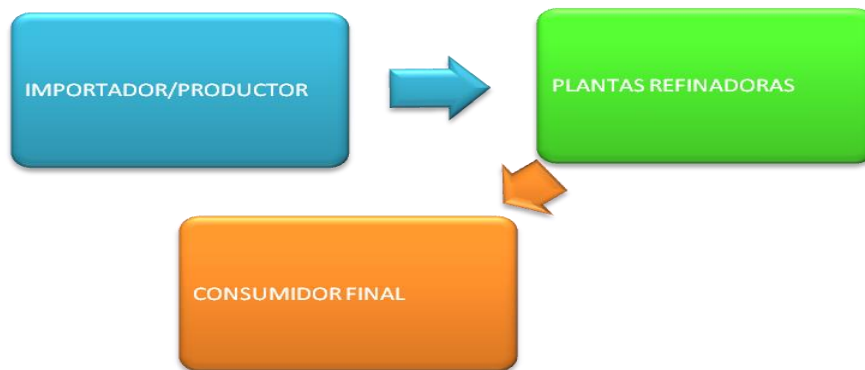 IMPORTADOR/PRODUCTOR
PLANTAS REFINADORAS
CONSUMIDOR FINAL